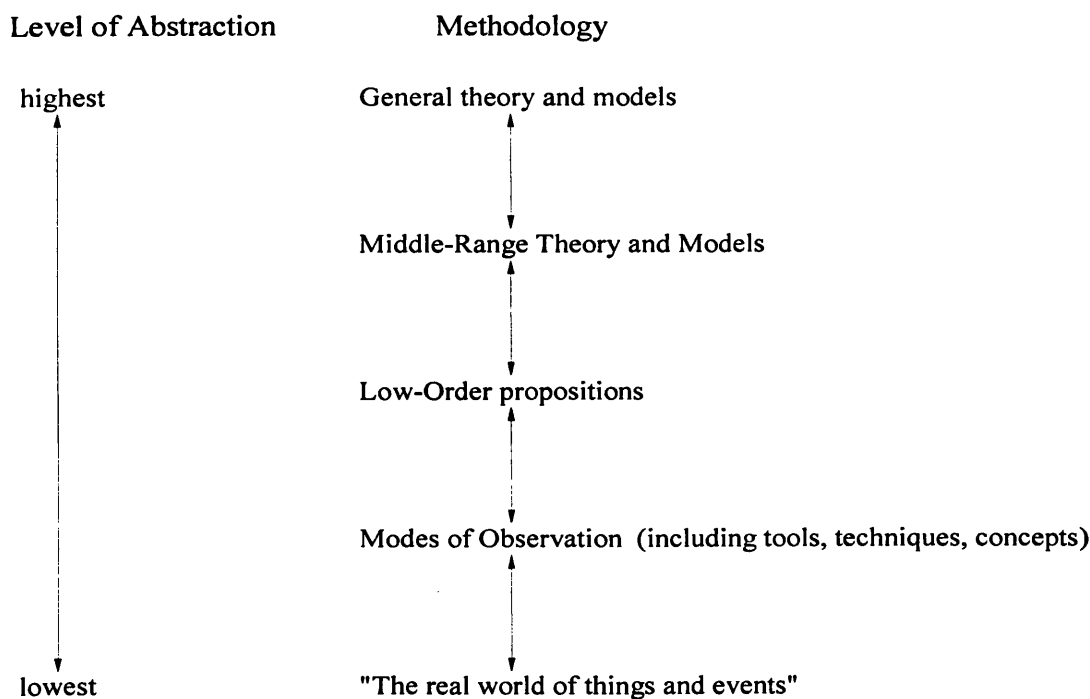 Level of Abstraction Methodology
highest General theory and models
Middle-Range Theory and Models
Low-Order propositions
Modes of Observation (including tools, techniques, concepts)
lowest "The real world of things and events"